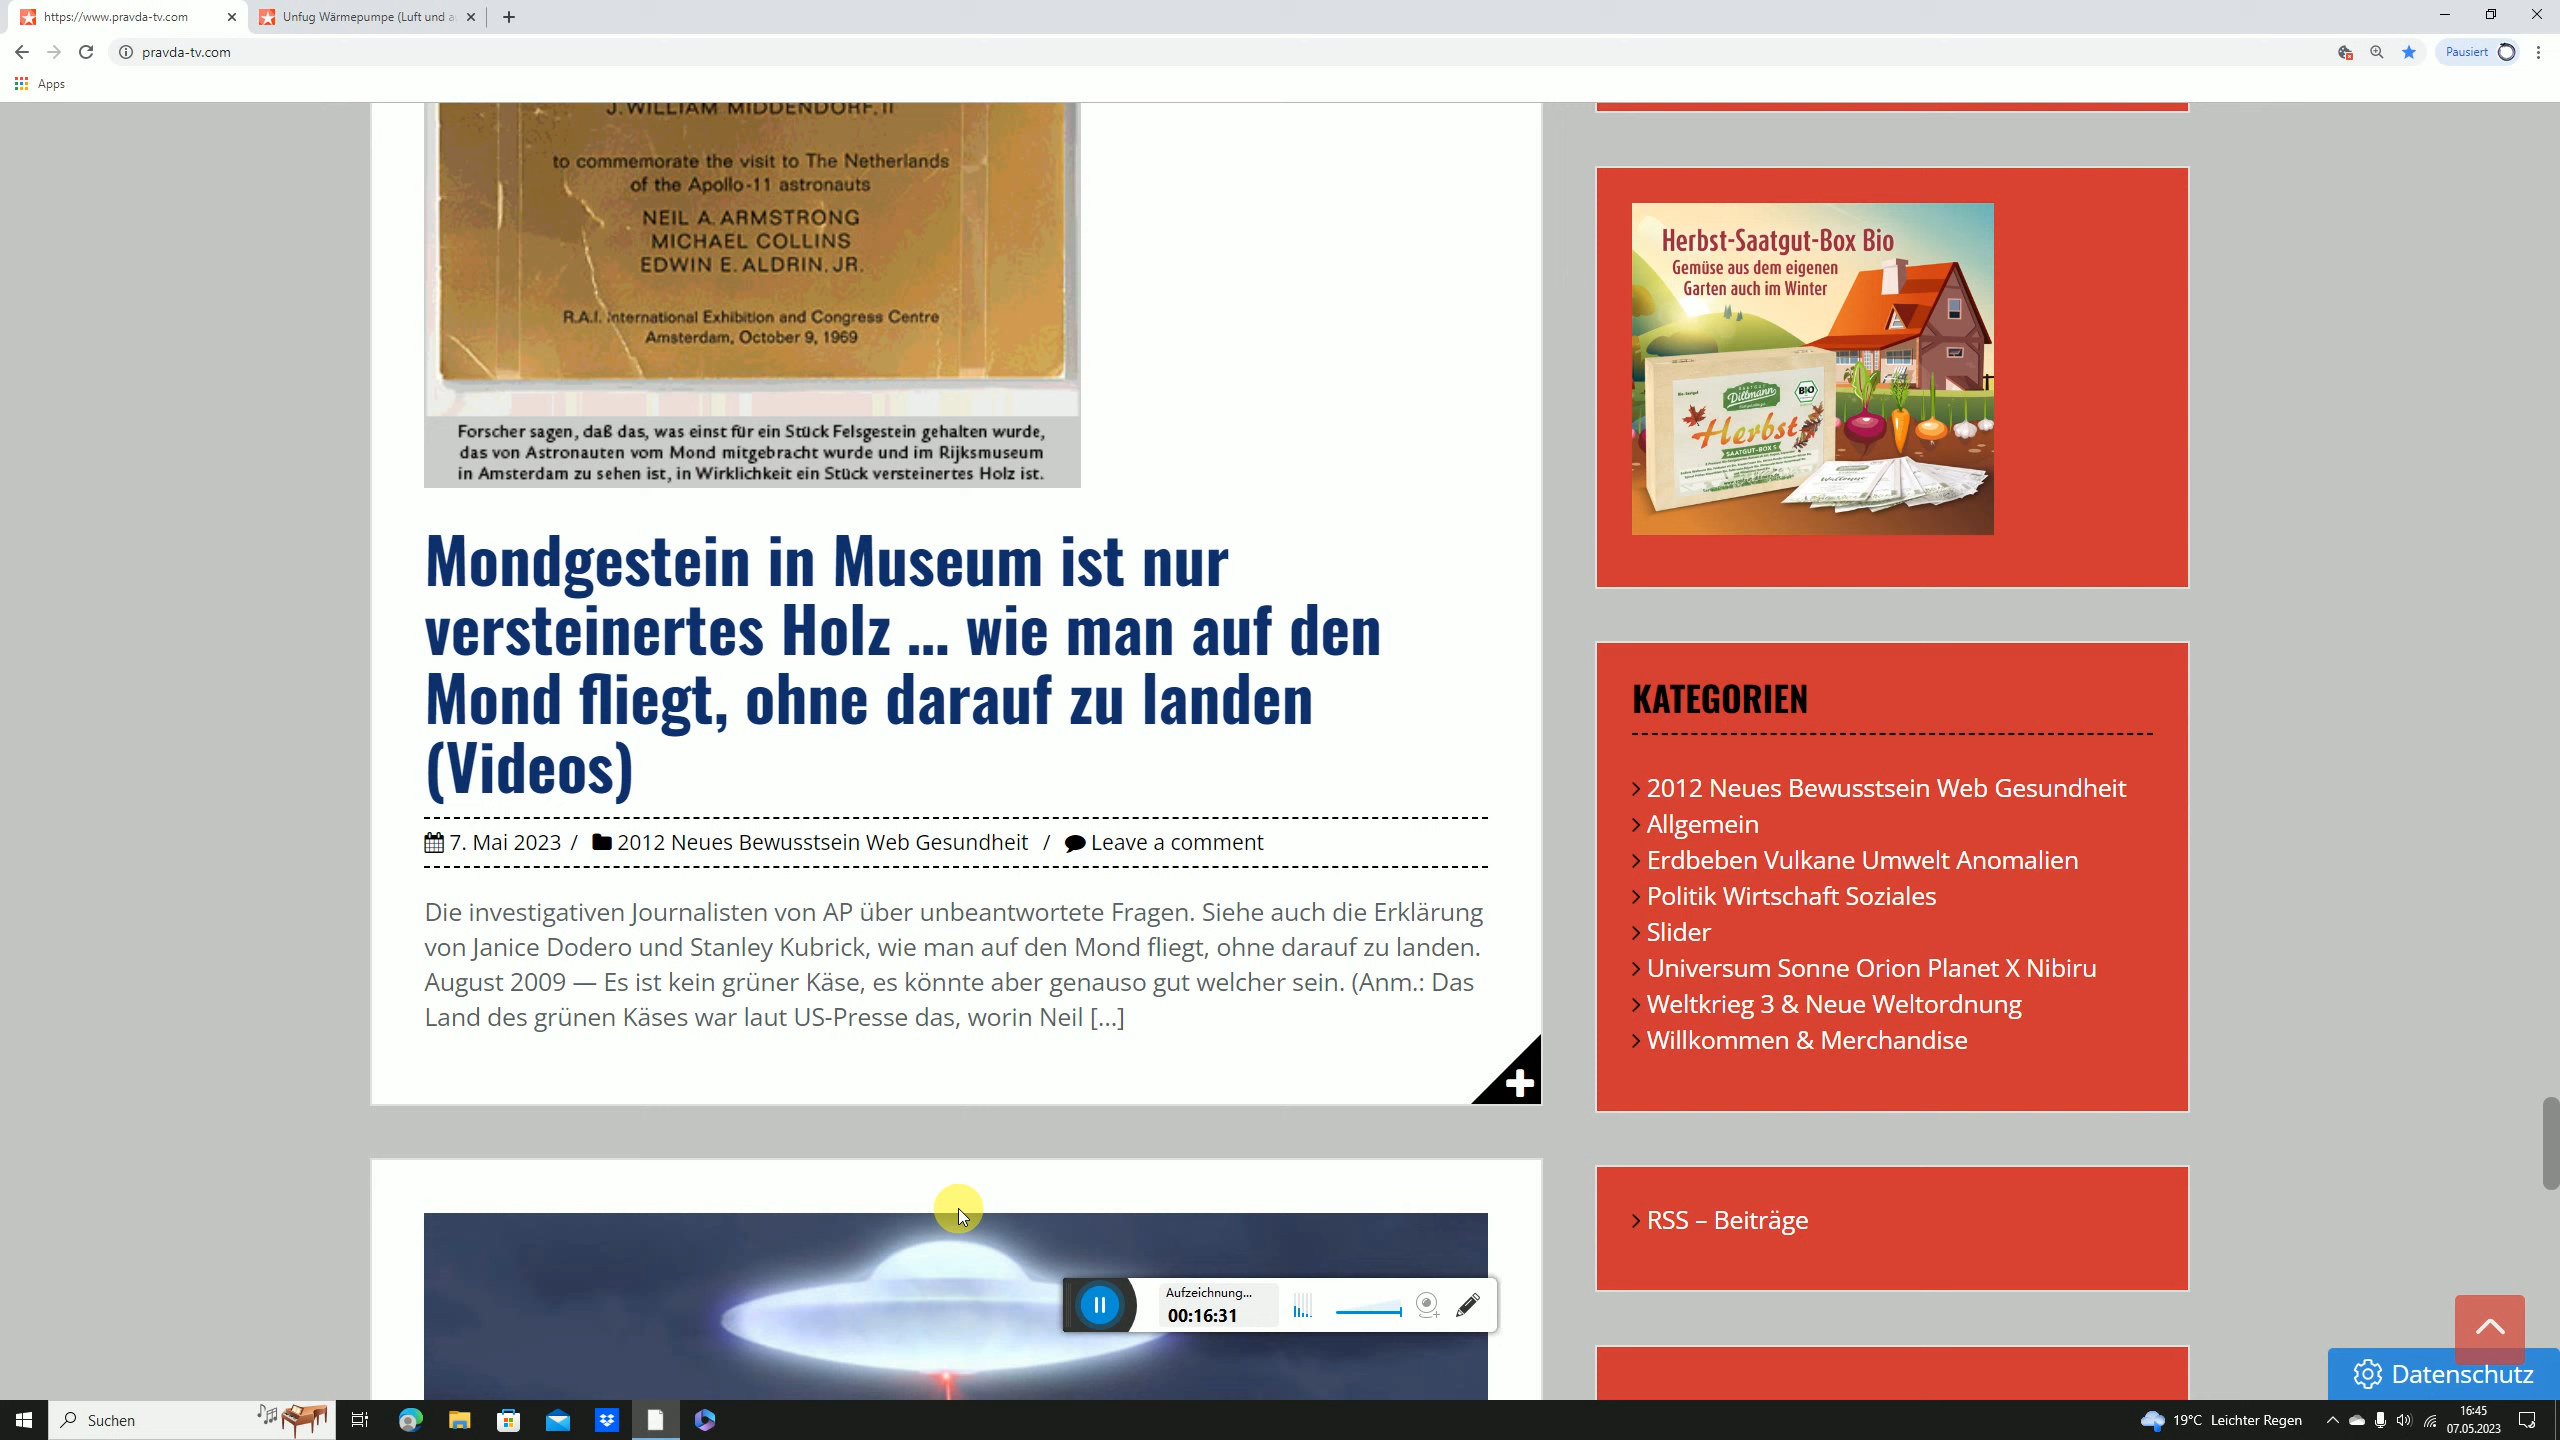 https://www.pravda-tv.com
Unfug Wärmepumpe (Luft und a
pravda-tv.com
Pausiert
Apps
J. WILLIAM MIDDENDORF, II
to commemorate the visit to The Netherlands
of the Apollo-11 astronauts
NEIL A. ARMSTRONG
MICHAEL COLLINS
EDWIN E. ALDRIN, JR.
R.A.I. International Exhibition and Congress Centre
Amsterdam, October 9, 1969
Forscher sagen, daß das, was einst für ein Stück Felsgestein gehalten wurde,
das von Astronauten vom Mond mitgebracht wurde und im Rijksmuseum
in Amsterdam zu sehen ist, in Wirklichkeit ein Stück versteinertes Holz ist.
Mondgestein in Museum ist nur
versteinertes Holz … wie man auf den
Mond fliegt, ohne darauf zu landen
(Videos)
7. Mai 2023 / 2012 Neues Bewusstsein Web Gesundheit / Leave a comment
Die investigativen Journalisten von AP über unbeantwortete Fragen. Siehe auch die Erklärung
von Janice Dodero und Stanley Kubrick, wie man auf den Mond fliegt, ohne darauf zu landen.
August 2009 — Es ist kein grüner Käse, es könnte aber genauso gut welcher sein. (Anm.: Das
Land des grünen Käses war laut US-Presse das, worin Neil […]
Herbst-Saatgut-Box Bio
Gemüse aus dem eigenen
Garten auch im Winter
Dillmann
BIO
Herbst
SAATGUT-BOX S
KATEGORIEN
2012 Neues Bewusstsein Web Gesundheit
Allgemein
Erdbeben Vulkane Umwelt Anomalien
Politik Wirtschaft Soziales
Slider
Universum Sonne Orion Planet X Nibiru
Weltkrieg 3 & Neue Weltordnung
Willkommen & Merchandise
RSS – Beiträge
Aufzeichnung...
00:16:31
Datenschutz
Suchen
19°C Leichter Regen
16:45
07.05.2023